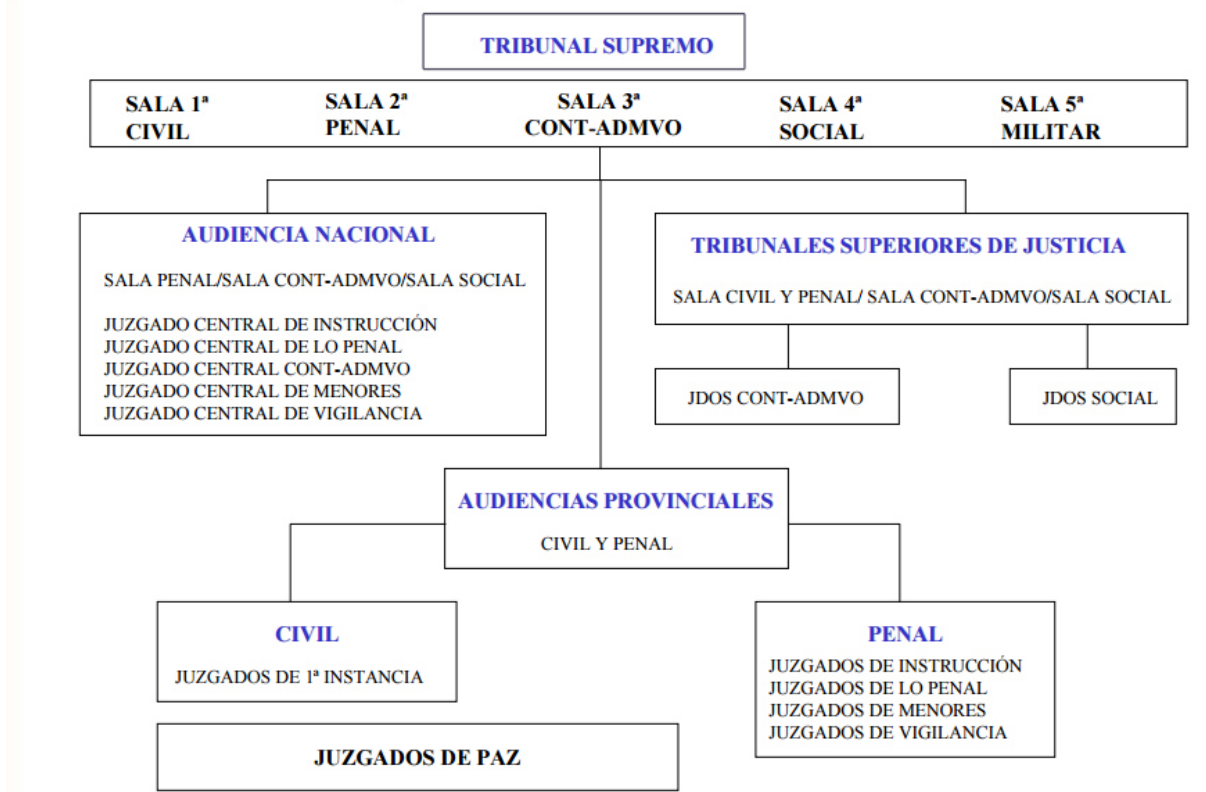 TRIBUNAL SUPREMO
SALA 1ª
CIVIL
SALA 2ª
PENAL
SALA 3ª
CONT-ADMVO
SALA 4ª
SOCIAL
SALA 5ª
MILITAR
AUDIENCIA NACIONAL
SALA PENAL/SALA CONT-ADMVO/SALA SOCIAL
JUZGADO CENTRAL DE INSTRUCCIÓN
JUZGADO CENTRAL DE LO PENAL
JUZGADO CENTRAL CONT-ADMVO
JUZGADO CENTRAL DE MENORES
JUZGADO CENTRAL DE VIGILANCIA
TRIBUNALES SUPERIORES DE JUSTICIA
SALA CIVIL Y PENAL/ SALA CONT-ADMVO/SALA SOCIAL
JDOS CONT-ADMVO
JDOS SOCIAL
AUDIENCIAS PROVINCIALES
CIVIL Y PENAL
CIVIL
JUZGADOS DE 1ª INSTANCIA
PENAL
JUZGADOS DE INSTRUCCIÓN
JUZGADOS DE LO PENAL
JUZGADOS DE MENORES
JUZGADOS DE VIGILANCIA
JUZGADOS DE PAZ